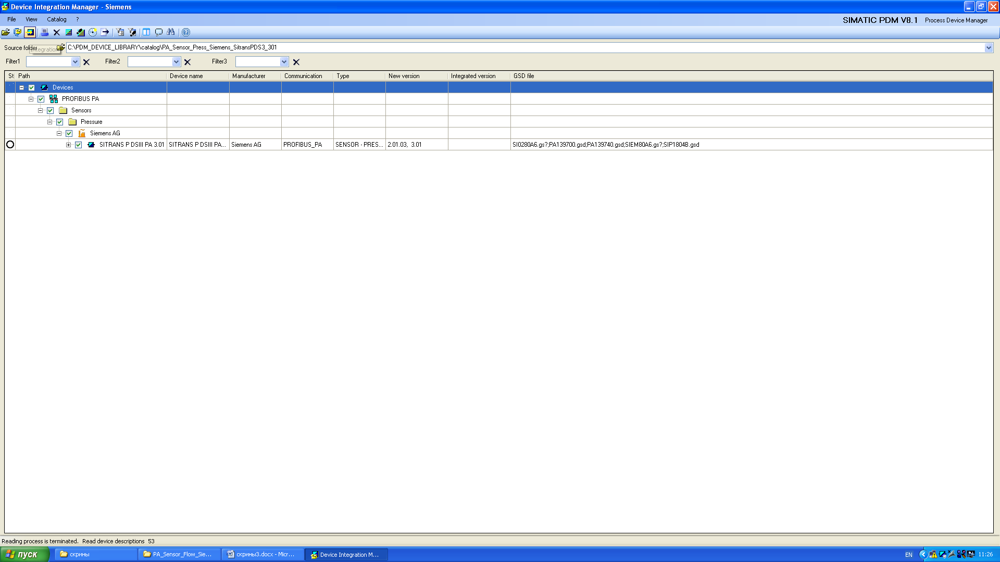 Device Integration Manager - Siemens
File View Catalog ?
SIMATIC PDM V8.1 Process Device Manager
Source folder C:\PDM_DEVICE_LIBRARY\catalog\PA_Sensor_Press_Siemens_SitransPDS3_301
Integration
Filter1 Filter2 Filter3
St Path Device name Manufacturer Communication Type New version Integrated version GSD file
Devices
PROFIBUS PA
Sensors
Pressure
Siemens AG
SITRANS P DSIII PA 3.01 SITRANS P DSIII PA... Siemens AG PROFIBUS_PA SENSOR - PRES... 2.01.03, 3.01 SI0280A6.gs?;PA139700.gsd;PA139740.gsd;SIEM80A6.gs?;SIP1804B.gsd
Reading process is terminated. Read device descriptions 53
пуск скрины PA_Sensor_Flow_Sie... скрины3.docx - Micr... Device Integration M... EN 11:26